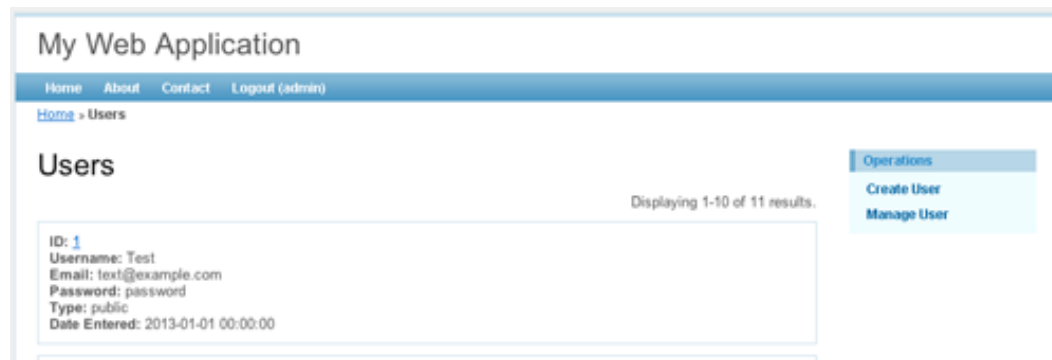 My Web Application
Home About Contact Logout (admin)
Home » Users
Users
Displaying 1-10 of 11 results.
ID: 1
Username: Test
Email: text@example.com
Password: password
Type: public
Date Entered: 2013-01-01 00:00:00
Operations
Create User
Manage User